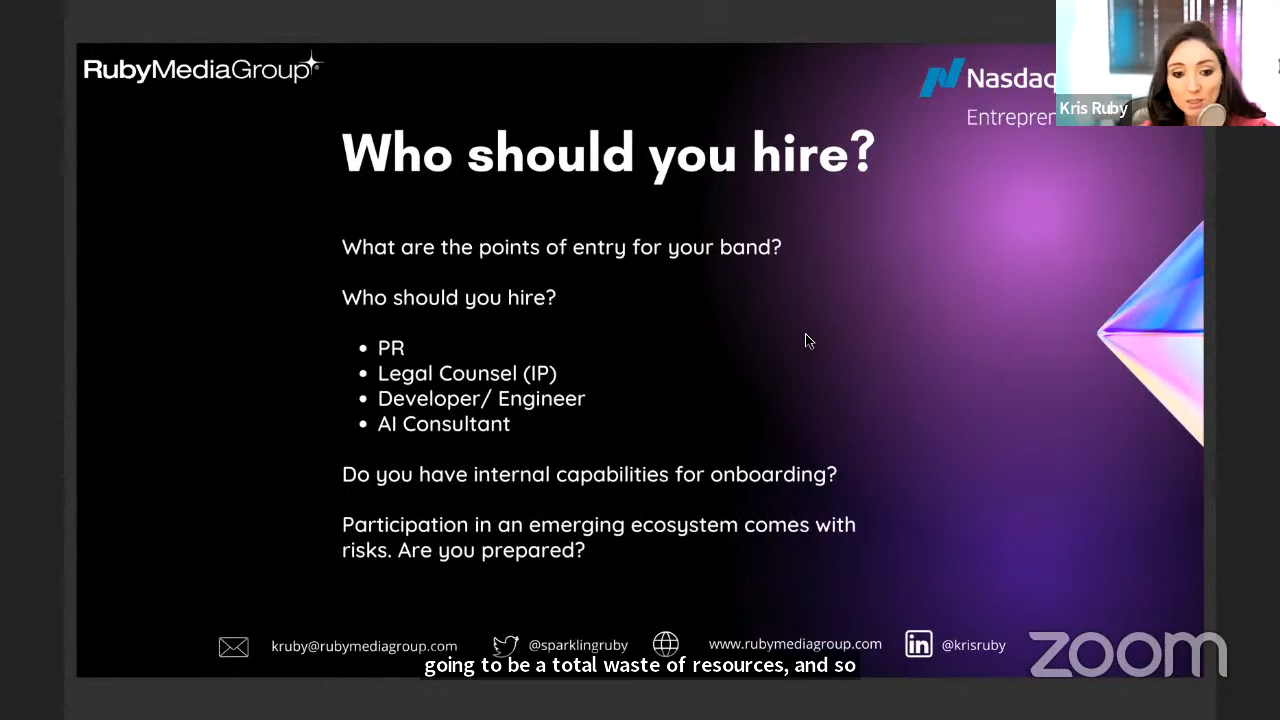 RubyMediaGroup
Nasdaq
Entrepren
Kris Ruby
Who should you hire?
What are the points of entry for your band?
Who should you hire?
• PR
• Legal Counsel (IP)
• Developer/ Engineer
• AI Consultant
Do you have internal capabilities for onboarding?
Participation in an emerging ecosystem comes with
risks. Are you prepared?
kruby@rubymediagroup.com
@sparklingruby
www.rubymediagroup.com
in @krisruby
zoom
going to be a total waste of resources, and so